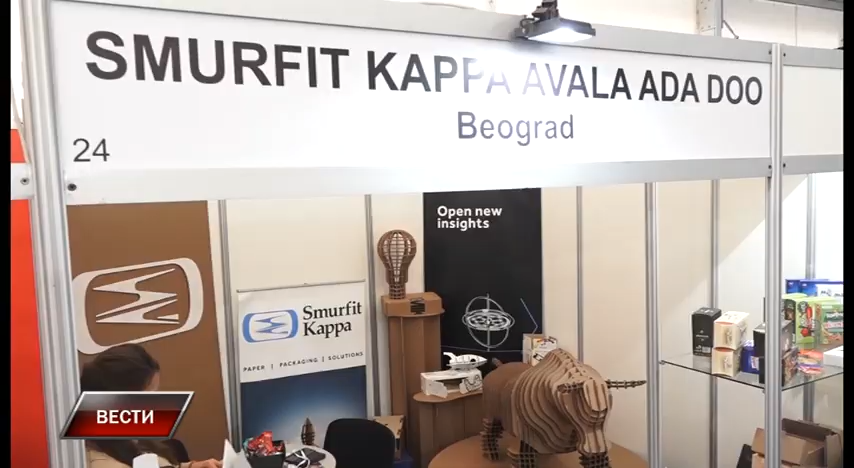 SMURFIT KAPPA AVALA ADA DOO
Beograd
24
Open new
insights
Smurfit
Kappa
PAPER | PACKAGING | SOLUTIONS
ВЕСТИ